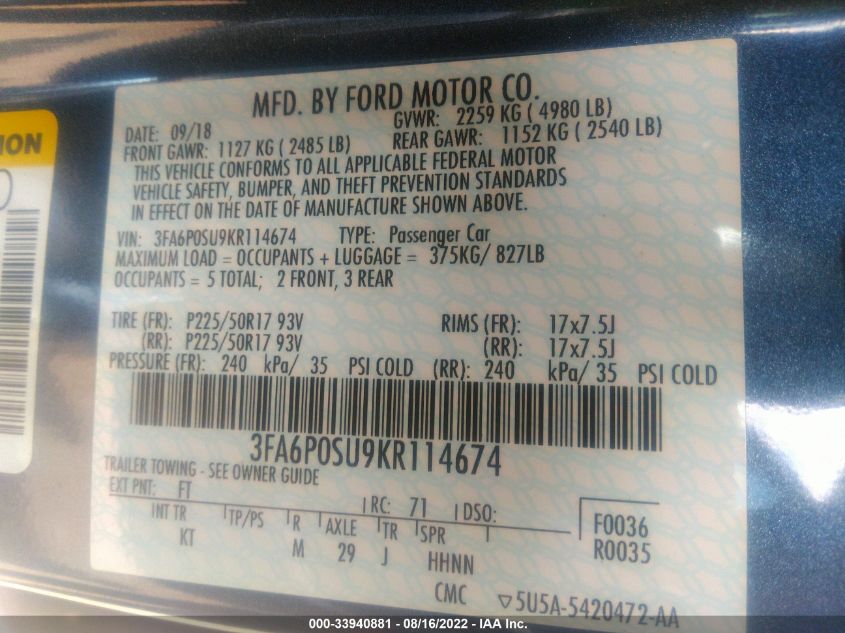 MFD. BY FORD MOTOR CO.
DATE: 09/18 GVWR: 2259 KG ( 4980 LB)
FRONT GAWR: 1127 KG ( 2485 LB) REAR GAWR: 1152 KG ( 2540 LB)
THIS VEHICLE CONFORMS TO ALL APPLICABLE FEDERAL MOTOR
VEHICLE SAFETY, BUMPER, AND THEFT PREVENTION STANDARDS
IN EFFECT ON THE DATE OF MANUFACTURE SHOWN ABOVE.
VIN: 3FA6P0SU9KR114674 TYPE: Passenger Car
MAXIMUM LOAD = OCCUPANTS + LUGGAGE = 375KG/ 827LB
OCCUPANTS = 5 TOTAL; 2 FRONT, 3 REAR
TIRE (FR): P225/50R17 93V RIMS (FR): 17x7.5J
(RR): P225/50R17 93V (RR): 17x7.5J
PRESSURE (FR): 240 kPa/ 35 PSI COLD (RR): 240 kPa/ 35 PSI COLD
3FA6P0SU9KR114674
TRAILER TOWING - SEE OWNER GUIDE
EXT PNT: FT RC: 71 DSO:
INT TR TP/PS R AXLE TR SPR F0036
KT M 29 J HHNN R0035
CMC ▽5U5A-5420472-AA
308 - 33940881 - 08/16/2022 - IAA Inc.